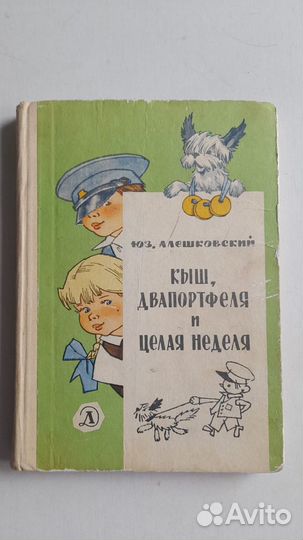 Юз. Алешковский
КЫШ,
ДВАПОРТФЕЛЯ
и
ЦЕЛАЯ НЕДЕЛЯ
Д
Avito